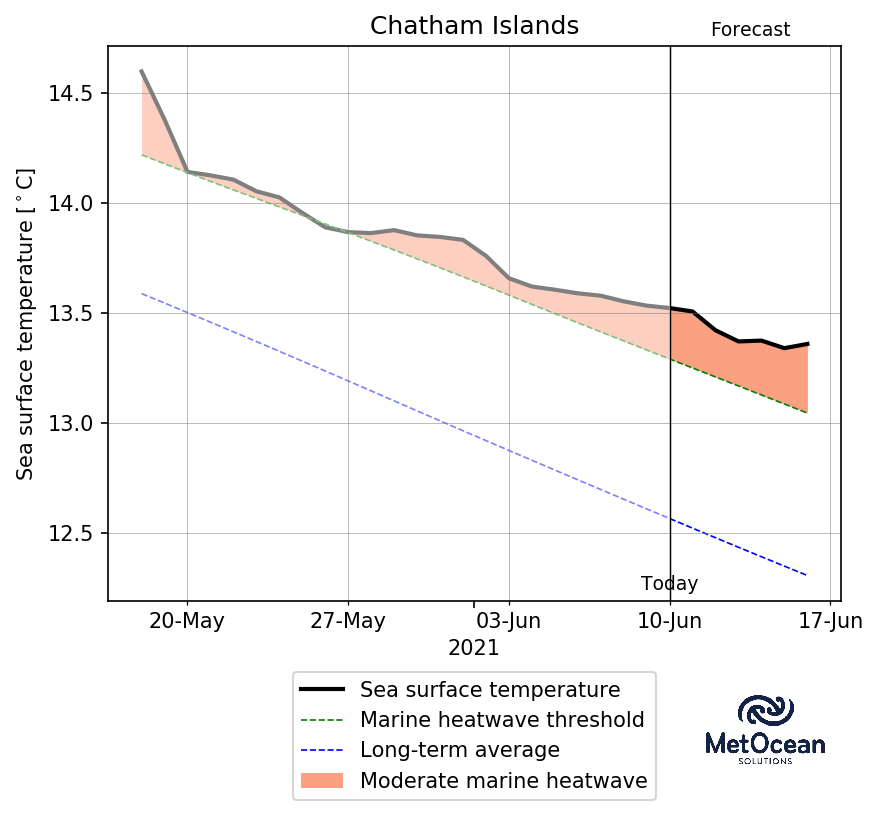 Chatham Islands
Forecast
Sea surface temperature [°C]
14.5
14.0
13.5
13.0
12.5
Today
20-May
27-May
03-Jun
10-Jun
17-Jun
2021
Sea surface temperature
Marine heatwave threshold
Long-term average
Moderate marine heatwave
MetOcean
SOLUTIONS